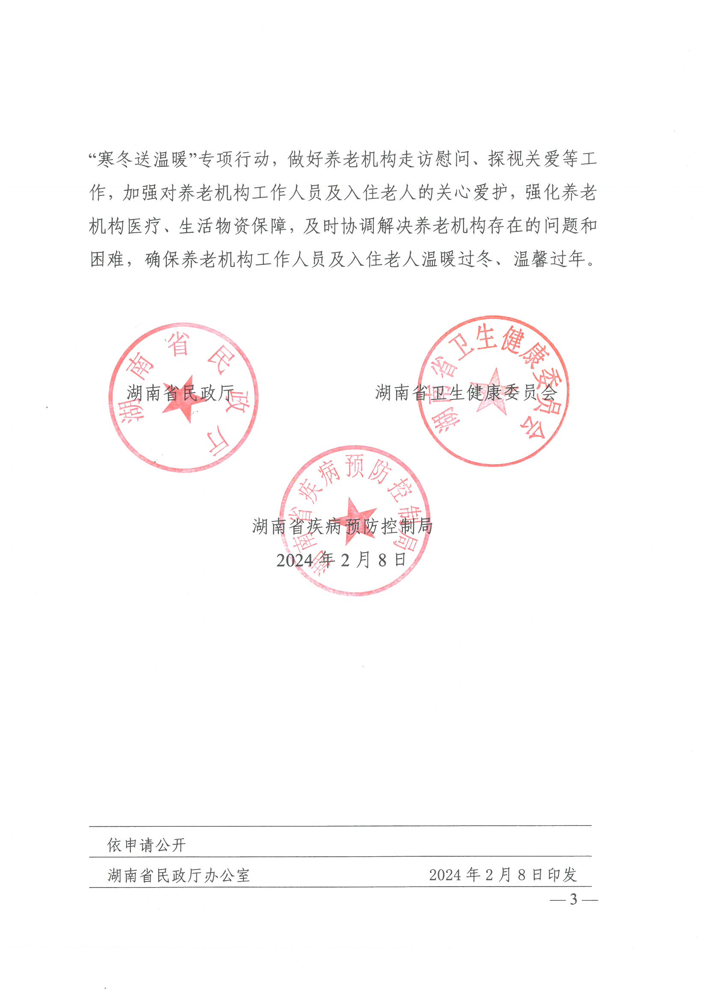 “寒冬送温暖”专项行动，做好养老机构走访慰问、探视关爱等工
作，加强对养老机构工作人员及入住老人的关心爱护，强化养老
机构医疗、生活物资保障，及时协调解决养老机构存在的问题和
困难，确保养老机构工作人员及入住老人温暖过冬、温馨过年。
湖南省民政厅
湖南省民政厅
湖南省卫生健康委员会
湖南省卫生健康委员会
湖南省疾病预防控制局
湖南省疾病预防控制局
2024年2月8日
依申请公开
湖南省民政厅办公室 2024年2月8日印发
—3—